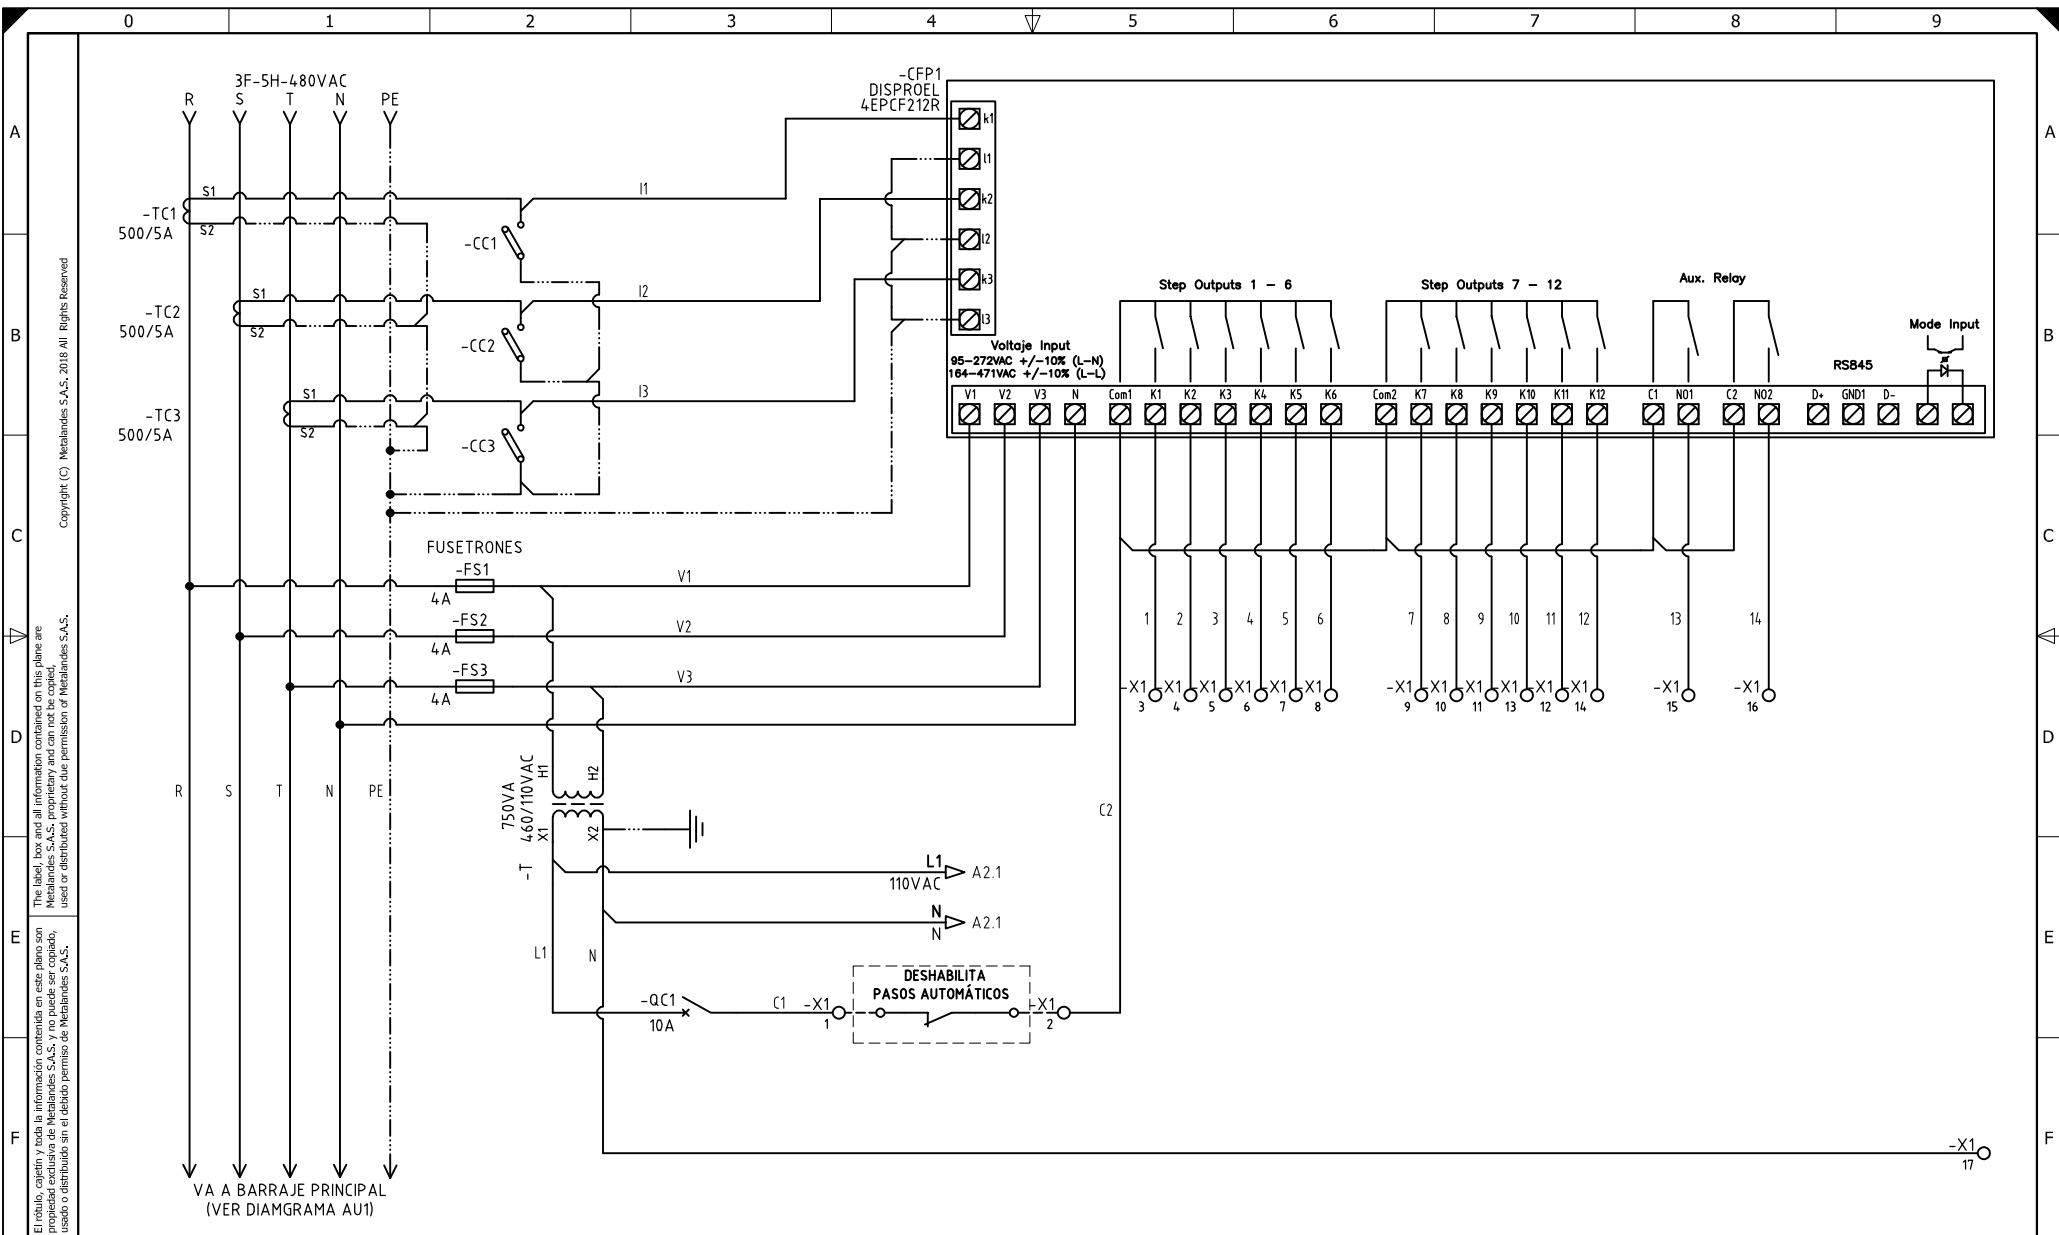 0 1 2 3 4 5 6 7 8 9
A A
B B
C C
D D
E E
F F
Copyright (C) Metalandes S.A.S. 2018 All Rights Reserved
The label, box and all information contained on this plane are
Metalandes S.A.S. proprietary and can not be copied,
used or distributed without due permission of Metalandes S.A.S.
El rótulo, cajetín y toda la información contenida en este plano son
propiedad exclusiva de Metalandes S.A.S. y no puede ser copiado,
usado o distribuido sin el debido permiso de Metalandes S.A.S.
3F-5H-480VAC
R S T N PE
-CFP1
DISPROEL
4EPCF212R
k1
l1
k2
l2
k3
l3
S1
-TC1
500/5A
S2
-CC1
I1
S1
-TC2
500/5A
S2
-CC2
I2
S1
-TC3
500/5A
S2
-CC3
I3
Voltaje Input
95-272VAC +/-10% (L-N)
164-471VAC +/-10% (L-L)
Step Outputs 1 - 6
Step Outputs 7 - 12
Aux. Relay
Mode Input
RS845
V1 V2 V3 N Com1 K1 K2 K3 K4 K5 K6 Com2 K7 K8 K9 K10 K11 K12 C1 NO1 C2 NO2 D+ GND1 D-
FUSETRONES
-FS1
4A
V1
-FS2
4A
V2
-FS3
4A
V3
1 2 3 4 5 6 7 8 9 10 11 12 13 14
-X1 -X1 -X1 -X1 -X1 -X1 -X1 -X1 -X1 -X1 -X1 -X1 -X1 -X1
3 4 5 6 7 8 9 10 11 13 12 14 15 16
R S T N PE
750VA
460/110VAC
H1 H2
X1 X2
-T
C2
L1
110VAC
A2.1
N
N
A2.1
L1 N
DESHABILITA
PASOS AUTOMÁTICOS
-QC1
10A
C1
-X1
1
-X1
2
-X1
17
VA A BARRAJE PRINCIPAL
(VER DIAMGRAMA AU1)